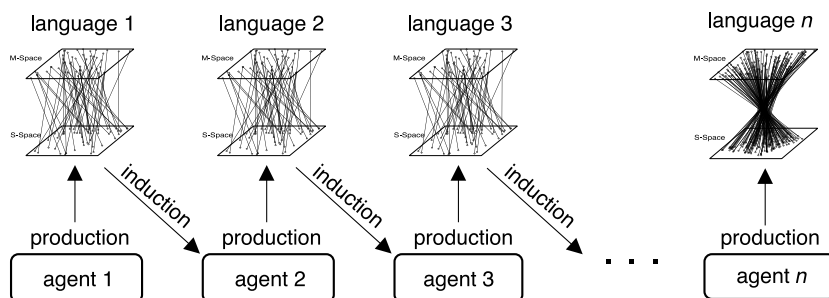 language 1 language 2 language 3 language n
M-Space M-Space M-Space M-Space
S-Space S-Space S-Space S-Space
induction induction induction
production production production production
agent 1 agent 2 agent 3 . . . agent n